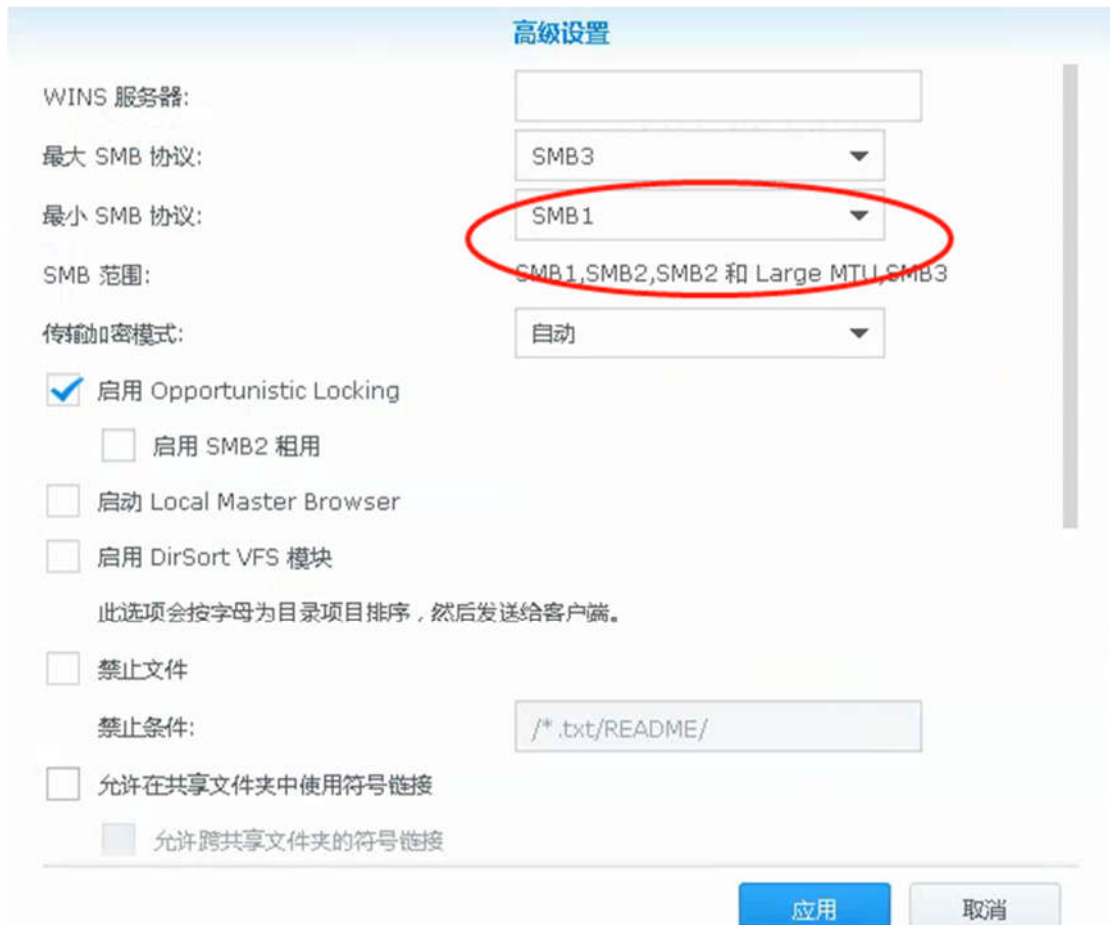 高级设置
WINS 服务器:
最大 SMB 协议: SMB3
最小 SMB 协议: SMB1
SMB 范围: SMB1,SMB2,SMB2 和 Large MTU,SMB3
传输加密模式: 自动
启用 Opportunistic Locking
启用 SMB2 租用
启动 Local Master Browser
启用 DirSort VFS 模块
此选项会按字母为目录项目排序，然后发送给客户端。
禁止文件
禁止条件: /*.txt/README/
允许在共享文件夹中使用符号链接
允许跨共享文件夹的符号链接
应用 取消